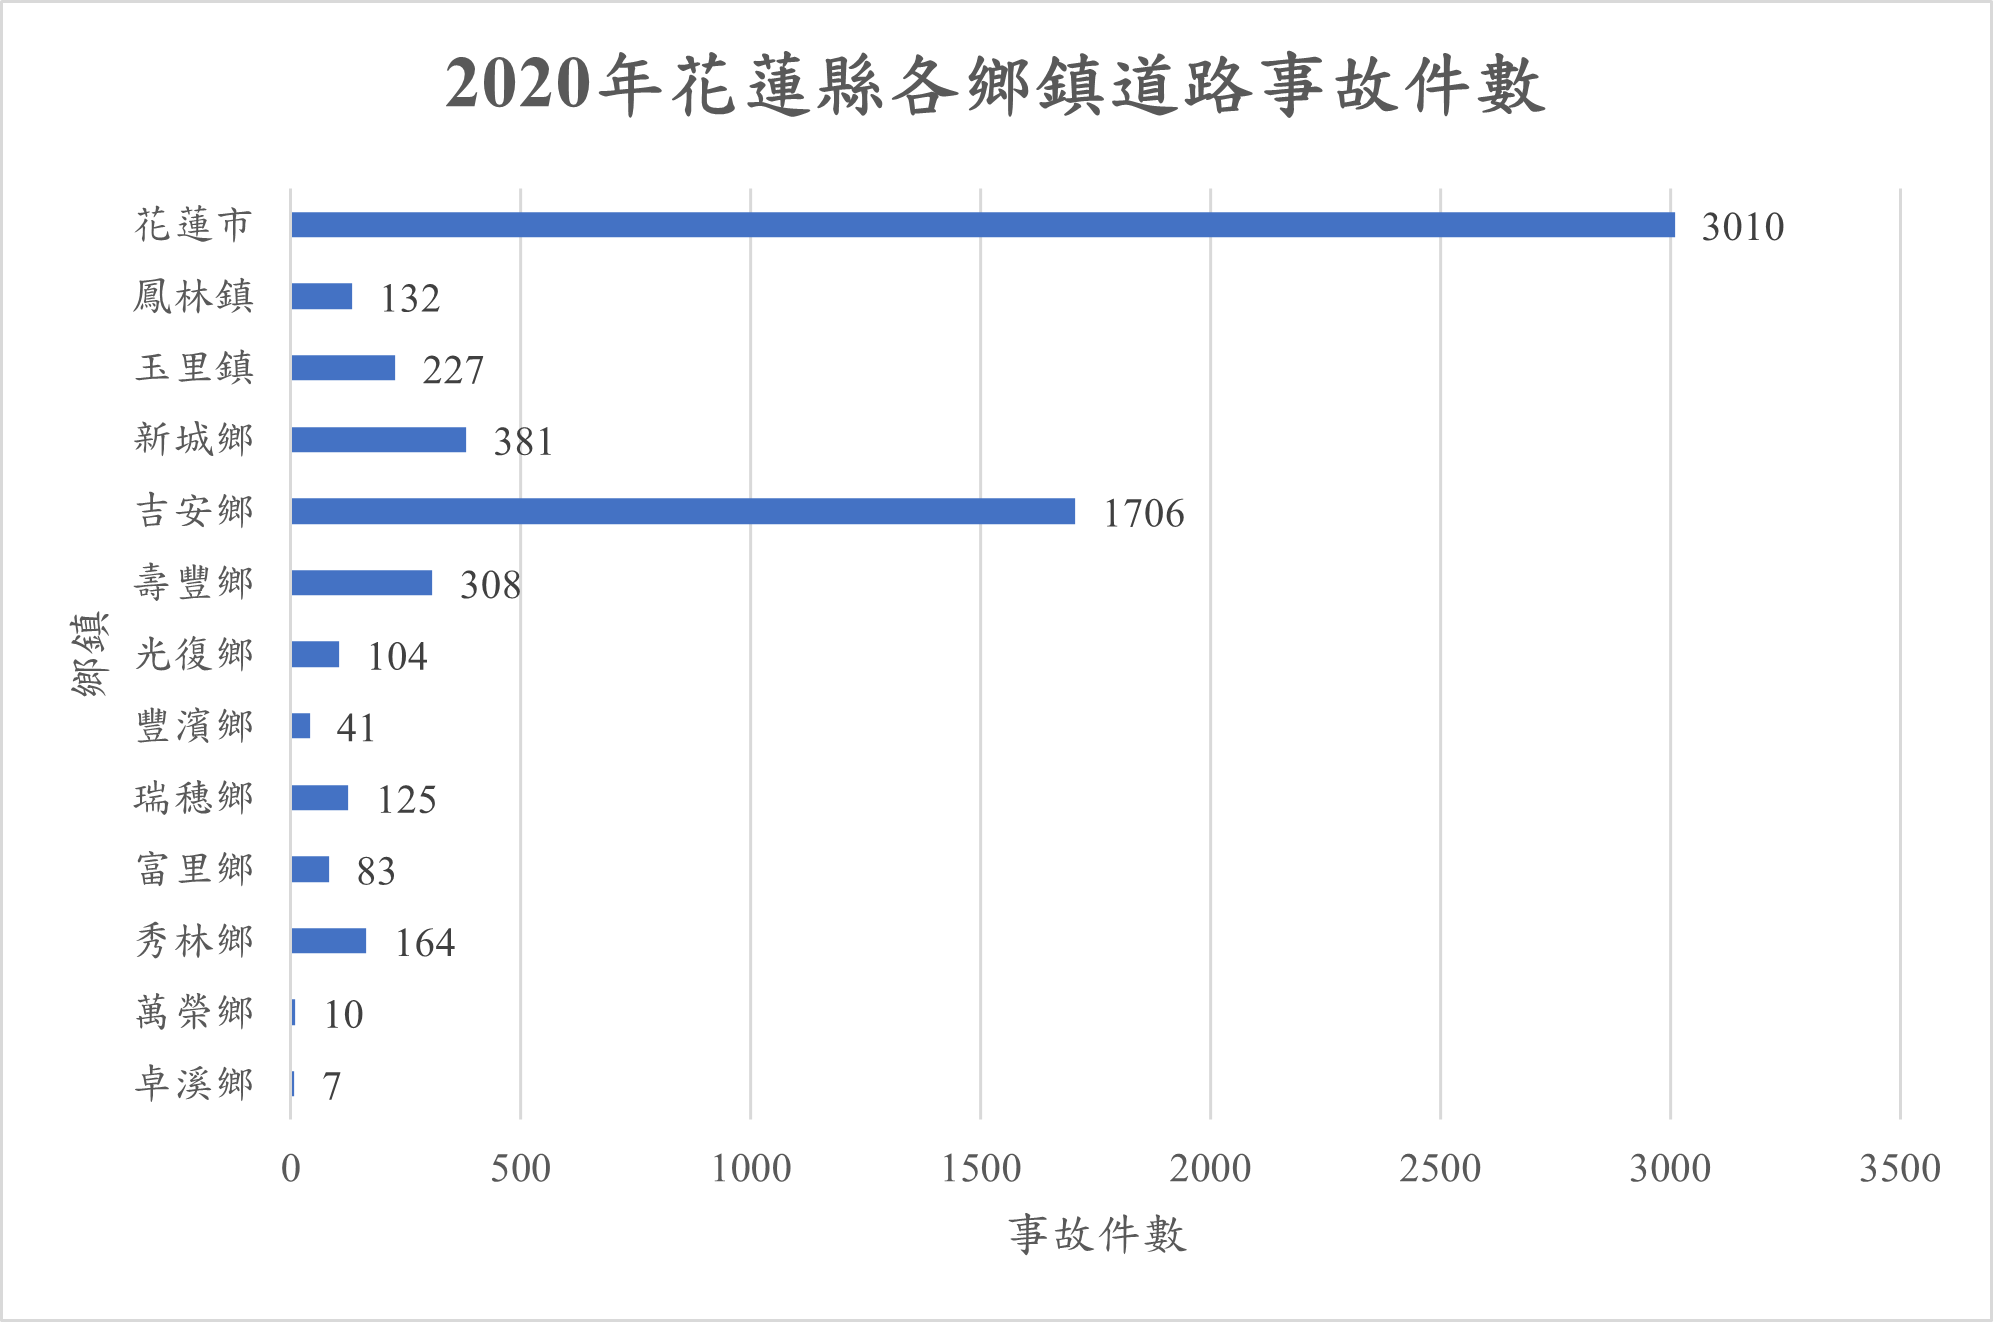 2020年花蓮縣各鄉鎮道路事故件數
花蓮市 3010
鳳林鎮 132
玉里鎮 227
新城鄉 381
吉安鄉 1706
壽豐鄉 308
光復鄉 104
豐濱鄉 41
瑞穗鄉 125
富里鄉 83
秀林鄉 164
萬榮鄉 10
卓溪鄉 7
鄉鎮
0 500 1000 1500 2000 2500 3000 3500
事故件數